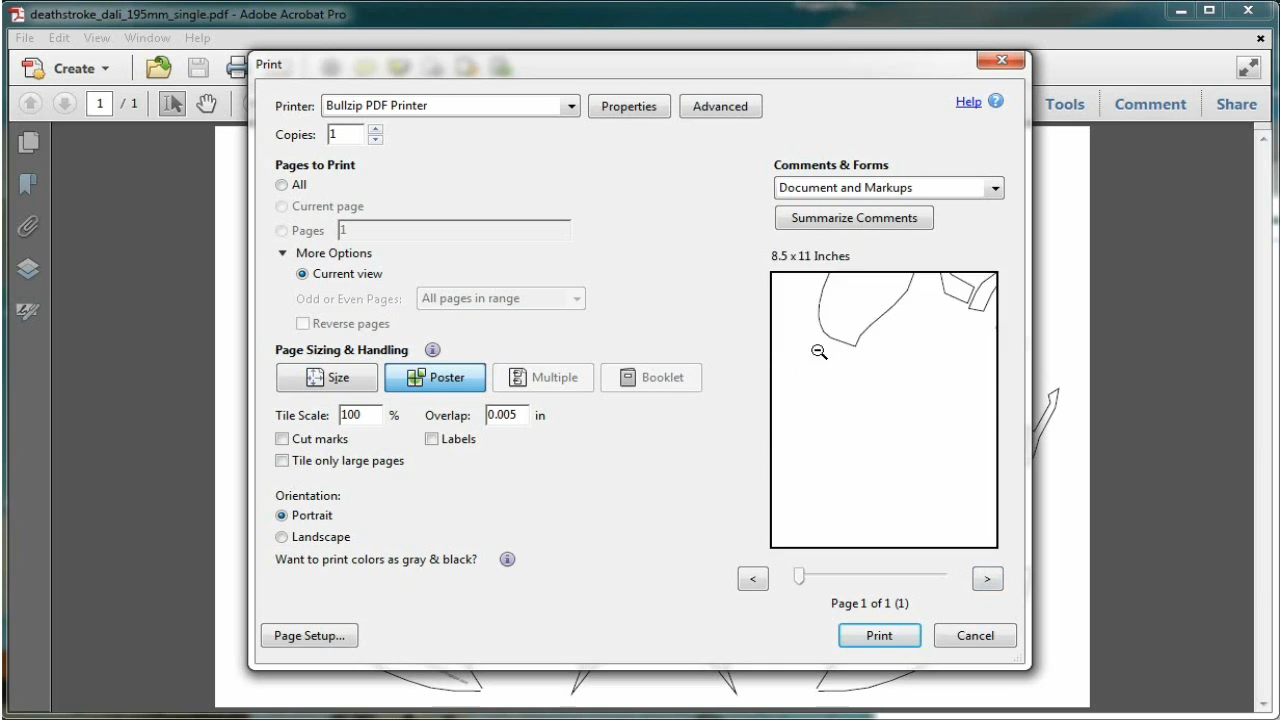 deathstroke_dali_195mm_single.pdf - Adobe Acrobat Pro
File Edit View Window Help
Create
1 / 1
Tools Comment Share
Print
Printer: Bullzip PDF Printer Properties Advanced Help
Copies: 1
Pages to Print
All
Current page
Pages 1
More Options
Current view
Odd or Even Pages: All pages in range
Reverse pages
Comments & Forms
Document and Markups
Summarize Comments
8.5 x 11 Inches
Page Sizing & Handling
Size Poster Multiple Booklet
Tile Scale: 100 % Overlap: 0.005 in
Cut marks Labels
Tile only large pages
Orientation:
Portrait
Landscape
Want to print colors as gray & black?
< >
Page 1 of 1 (1)
Page Setup... Print Cancel